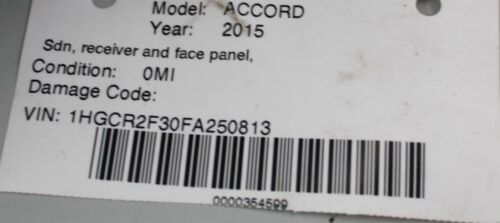 Model: ACCORD
Year: 2015
Sdn, receiver and face panel,
Condition: 0MI
Damage Code:
VIN: 1HGCR2F30FA250813
0000354599